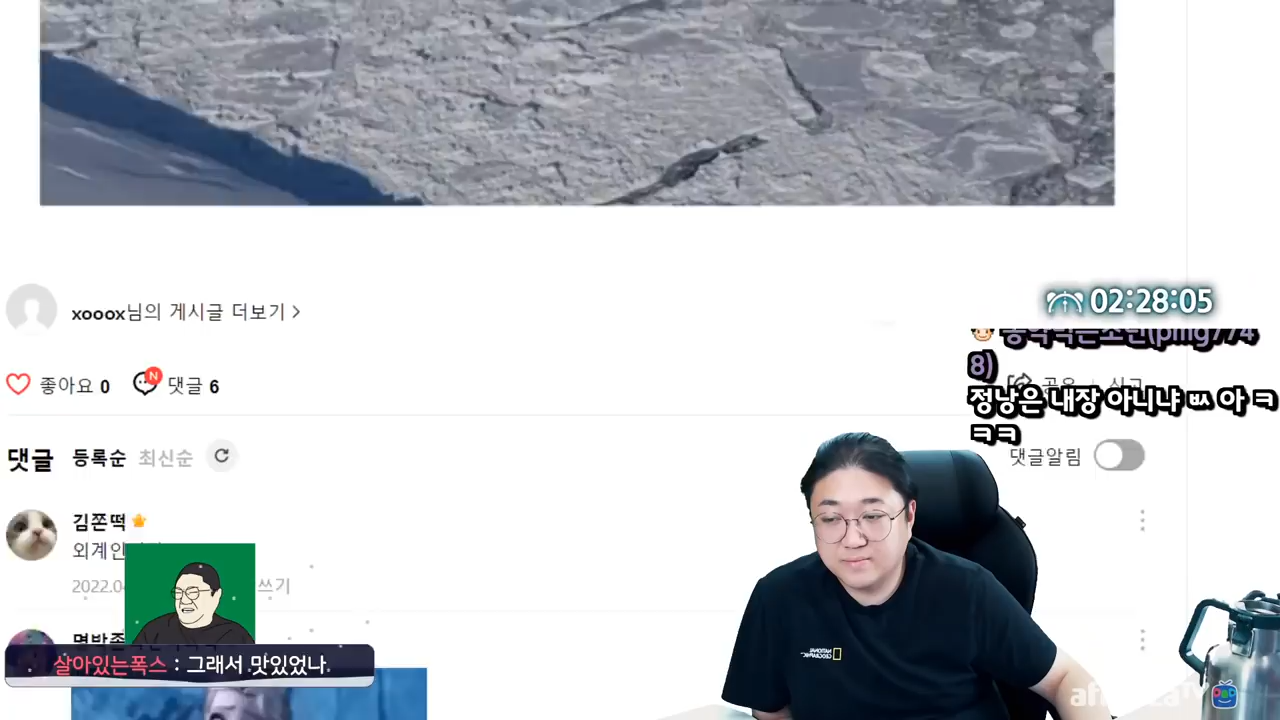 xooox님의 게시글 더보기 >
02:28:05
8)
좋아요 0
댓글 6
정낭은 내장 아니냐 ㅄ 아 ㅋ
ㅋㅋ
댓글 등록순 최신순
댓글알림
김쫀떡
외계인
2022.0
쓰기
살아있는폭스 : 그래서 맛있었나.
NATIONAL
GEOGRAPHIC